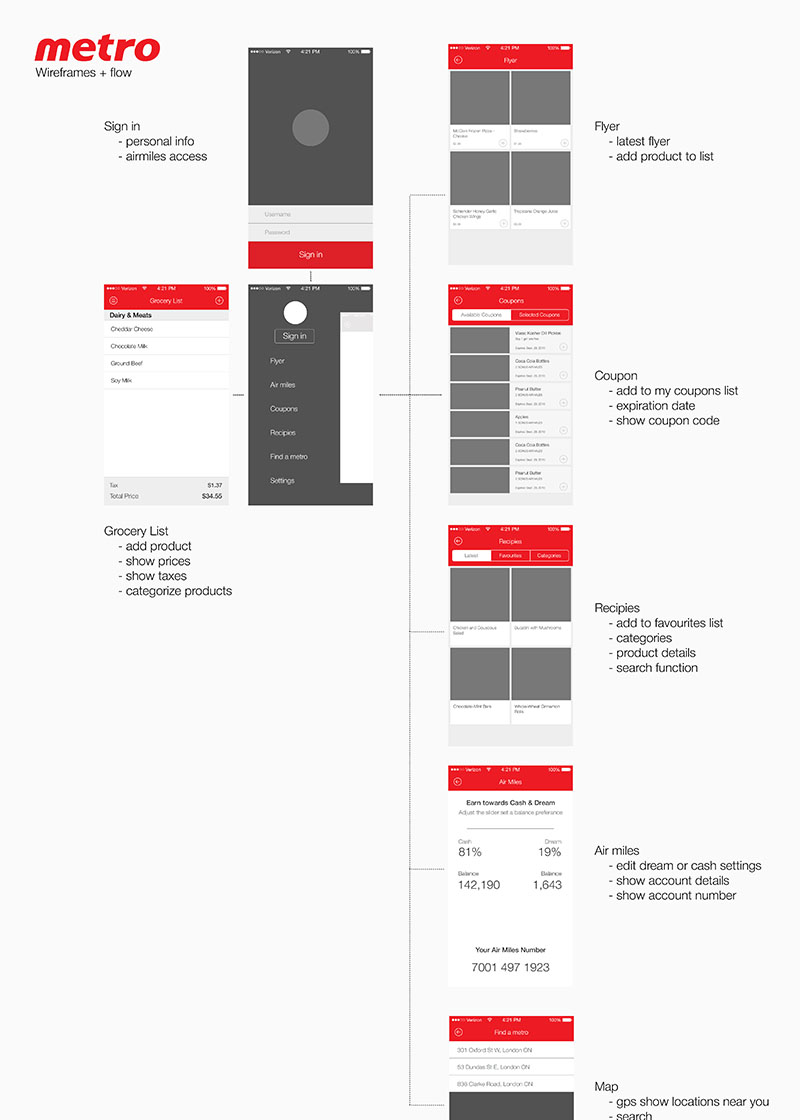 metro
Wireframes + flow
Sign in
- personal info
- airmiles access
Verizon 4:21 PM 100%
Username
Password
Sign in
Verizon 4:21 PM 100%
Flyer
McCain Frozen Pizza -
Cheese
Strawberries
Schneider Honey Garlic
Chicken Wings
Tropicana Orange Juice
Flyer
- latest flyer
- add product to list
Verizon 4:21 PM 100%
Grocery List
Dairy & Meats
Cheddar Cheese
Chocolate Milk
Ground Beef
Soy Milk
Tax $1.37
Total Price $34.55
Grocery List
- add product
- show prices
- show taxes
- categorize products
Verizon 4:21 PM 100%
Sign in
Flyer
Air miles
Coupons
Recipies
Find a metro
Settings
Verizon 4:21 PM 100%
Coupons
Available Coupons Selected Coupons
Vlasic Kosher Dill Pickles
Coca Cola Bottles
Peanut Butter
Apples
Coca Cola Bottles
Peanut Butter
Coupon
- add to my coupons list
- expiration date
- show coupon code
Verizon 4:21 PM 100%
Recipies
Latest Favourites Categories
Chicken and Couscous
Salad
with Mushrooms
Chocolate-Mint Bars
Whole-Wheat Cinnamon
Rolls
Recipies
- add to favourites list
- categories
- product details
- search function
Verizon 4:21 PM 100%
Air Miles
Earn towards Cash & Dream
Adjust the slider set a balance preference
Cash Dream
81% 19%
Balance Balance
142,190 1,643
Your Air Miles Number
7001 497 1923
Air miles
- edit dream or cash settings
- show account details
- show account number
Verizon 4:21 PM 100%
Find a metro
301 Oxford St W, London ON
53 Dundas St E, London ON
839 Clarke Road, London ON
Map
- gps show locations near you
- search